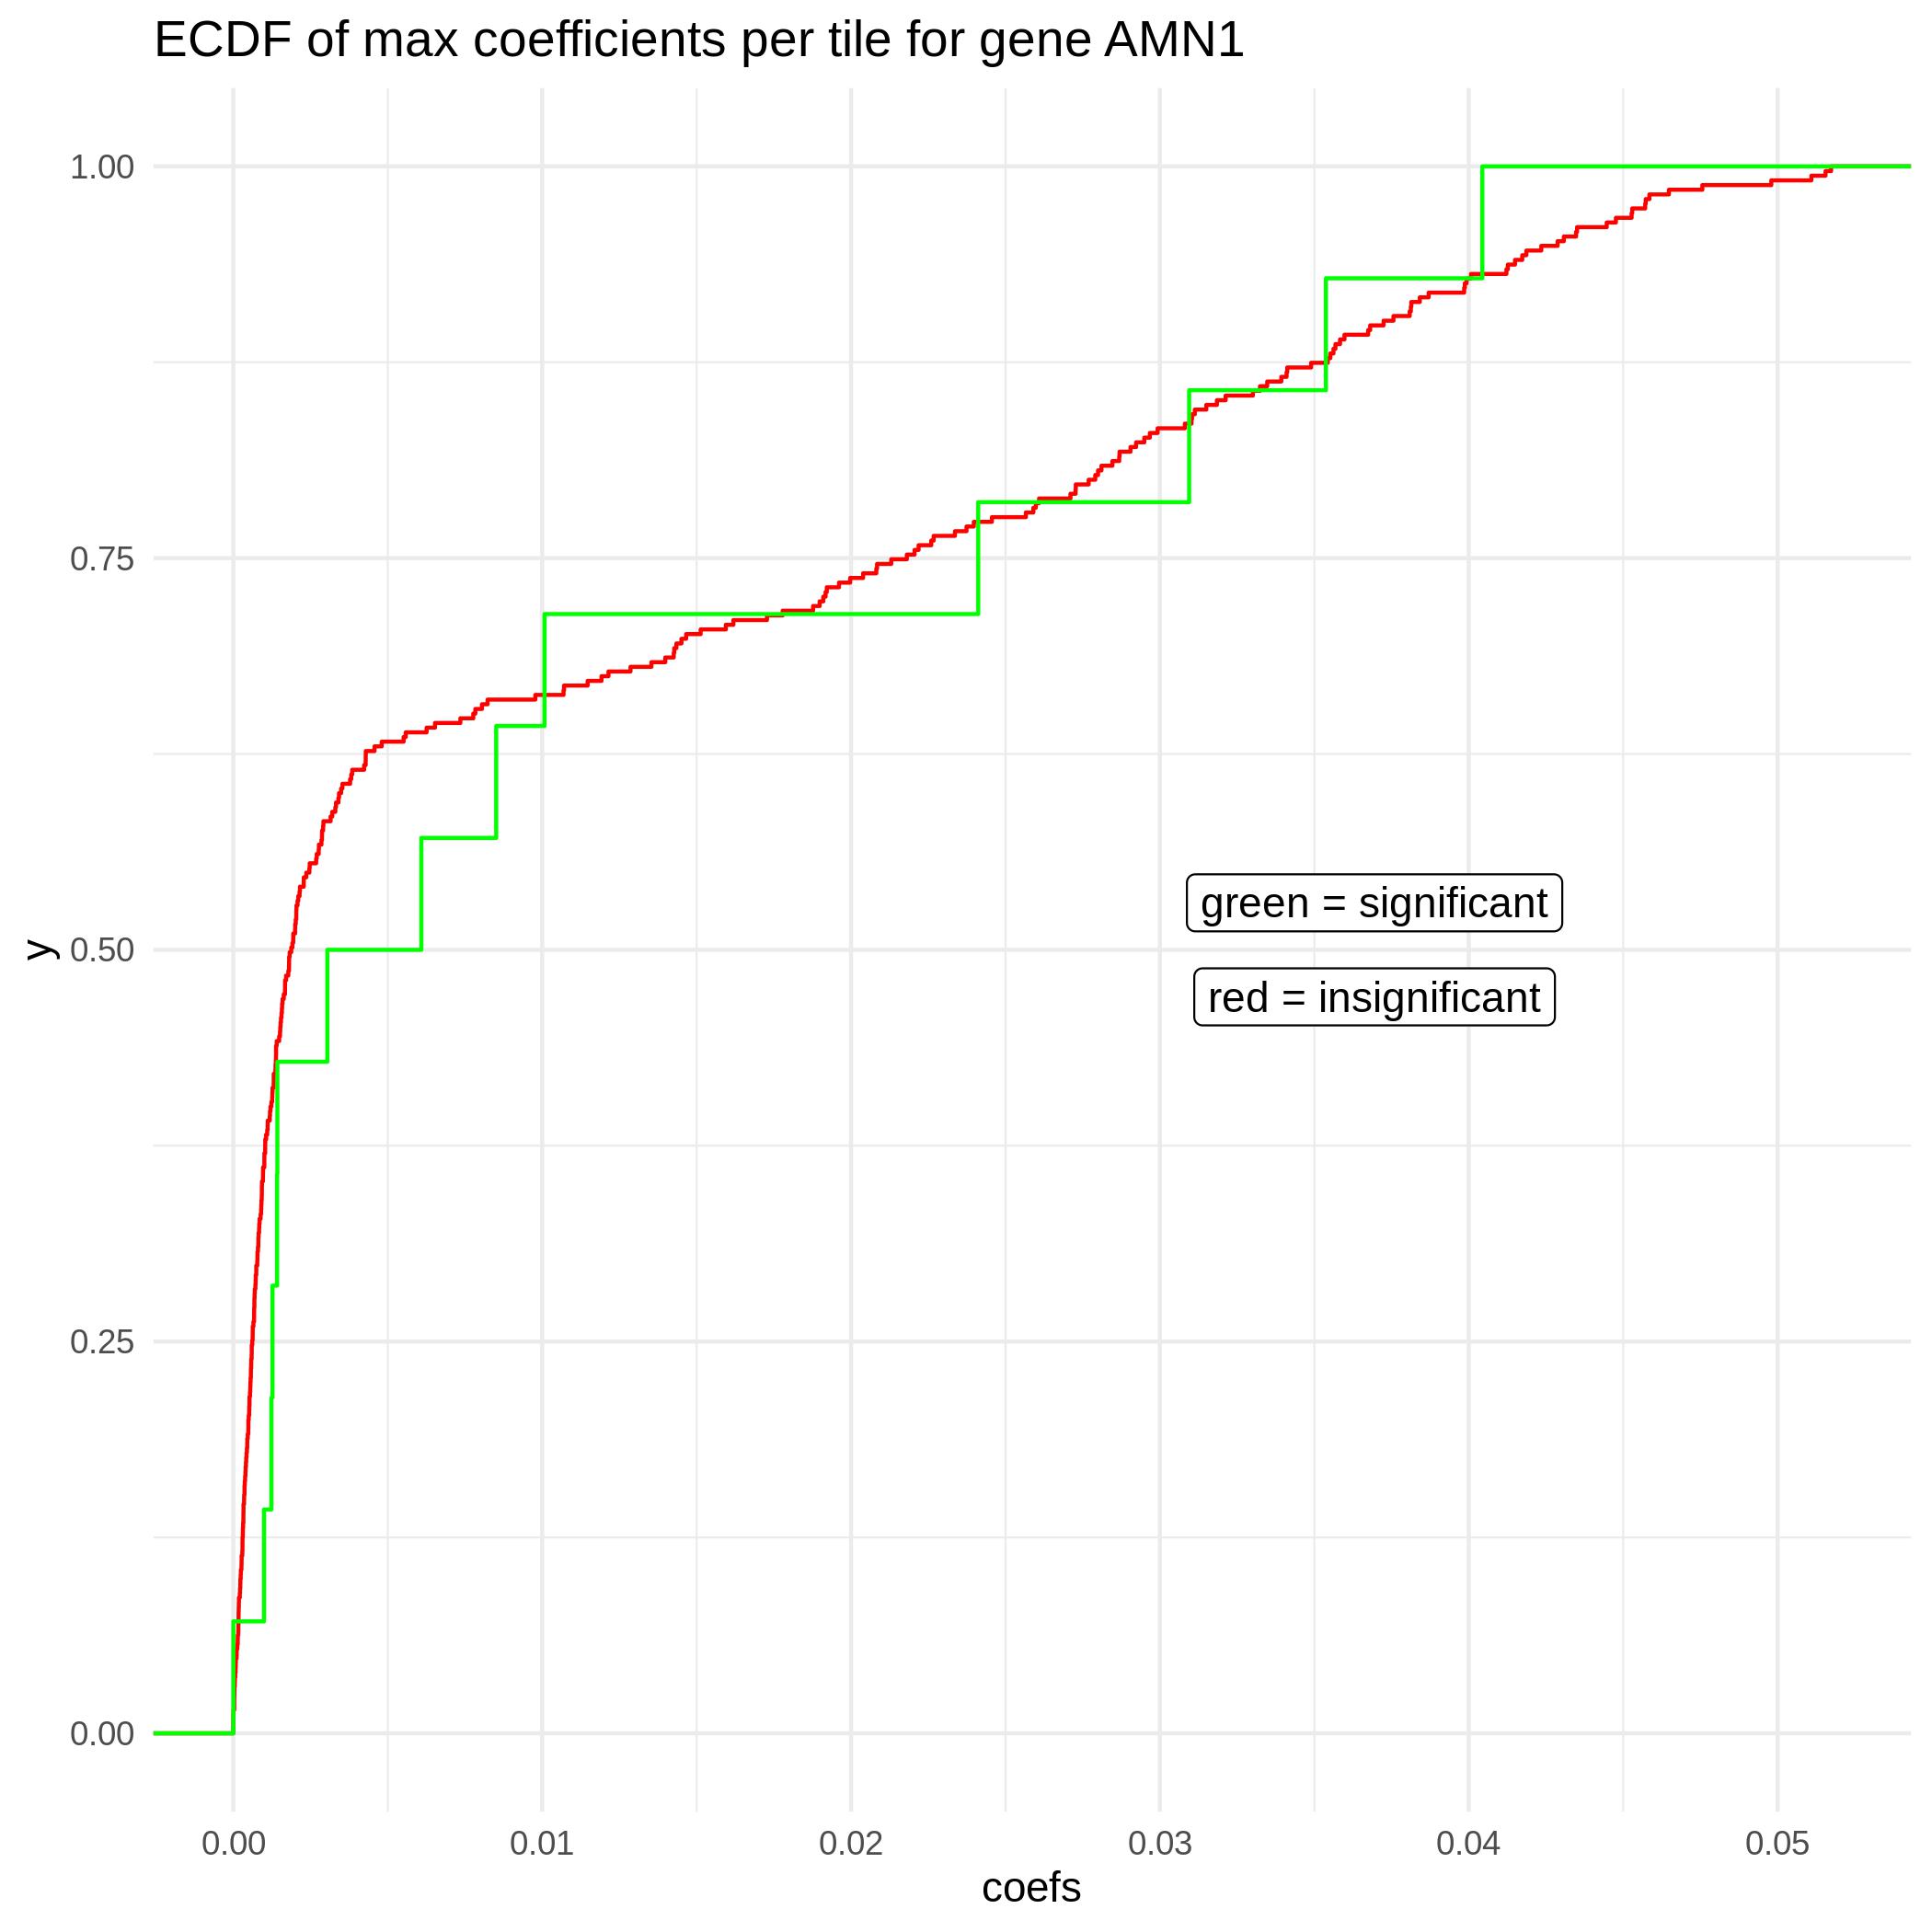 ECDF of max coefficients per tile for gene AMN1
1.00
0.75
0.50
0.25
0.00
y
green = significant
red = insignificant
0.00 0.01 0.02 0.03 0.04 0.05
coefs